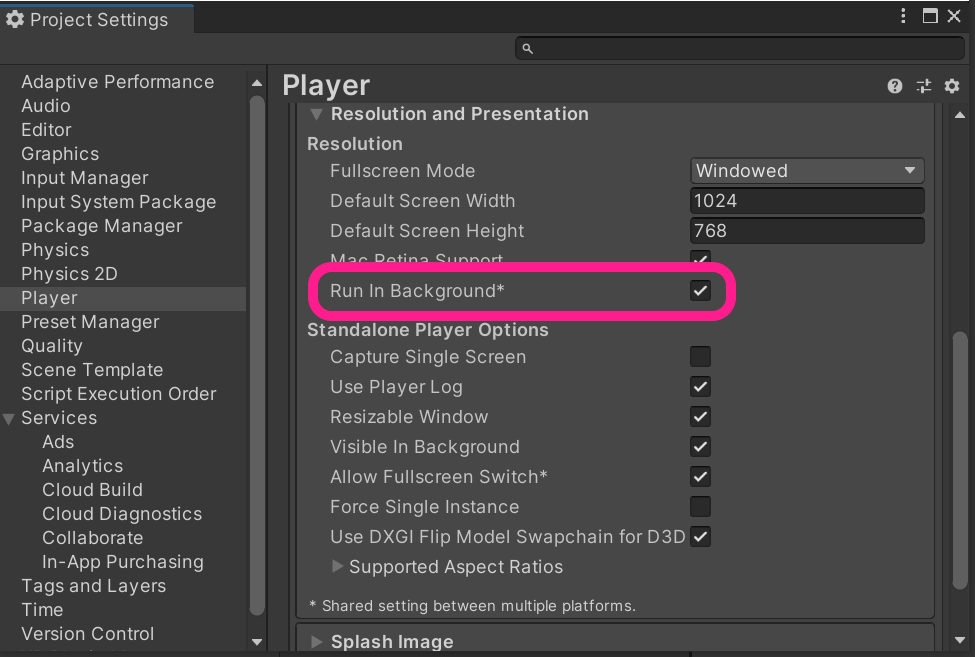 Project Settings
Adaptive Performance
Audio
Editor
Graphics
Input Manager
Input System Package
Package Manager
Physics
Physics 2D
Player
Preset Manager
Quality
Scene Template
Script Execution Order
Services
Ads
Analytics
Cloud Build
Cloud Diagnostics
Collaborate
In-App Purchasing
Tags and Layers
Time
Version Control
Player
Resolution and Presentation
Resolution
Fullscreen Mode Windowed
Default Screen Width 1024
Default Screen Height 768
Mac Retina Support
Run In Background*
Standalone Player Options
Capture Single Screen
Use Player Log
Resizable Window
Visible In Background
Allow Fullscreen Switch*
Force Single Instance
Use DXGI Flip Model Swapchain for D3D
Supported Aspect Ratios
* Shared setting between multiple platforms.
Splash Image